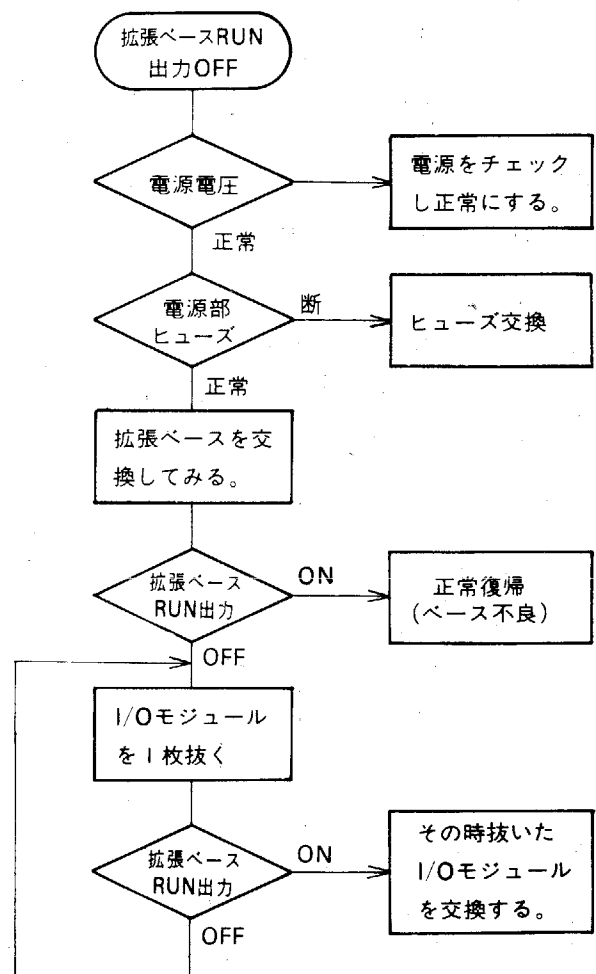 拡張ベースRUN
出力OFF
電源電圧
電源をチェック
し正常にする。
正常
電源部
ヒューズ
断
ヒューズ交換
正常
拡張ベースを交
換してみる。
拡張ベース
RUN出力
ON
正常復帰
(ベース不良)
OFF
I/Oモジュール
を1枚抜く
拡張ベース
RUN出力
ON
その時抜いた
I/Oモジュール
を交換する。
OFF